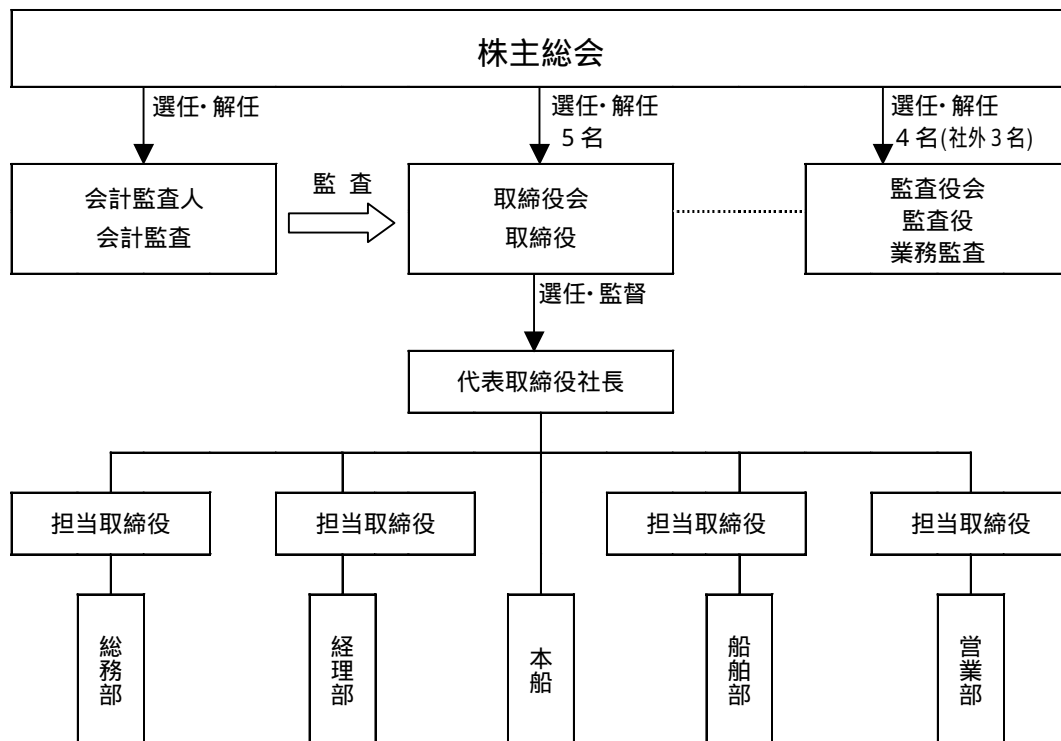 株主総会
選任・解任
選任・解任
5名
選任・解任
4名(社外3名)
会計監査人
会計監査
監 査
取締役会
取締役
監査役会
監査役
業務監査
選任・監督
代表取締役社長
担当取締役
担当取締役
担当取締役
担当取締役
総務部
経理部
本船
船舶部
営業部